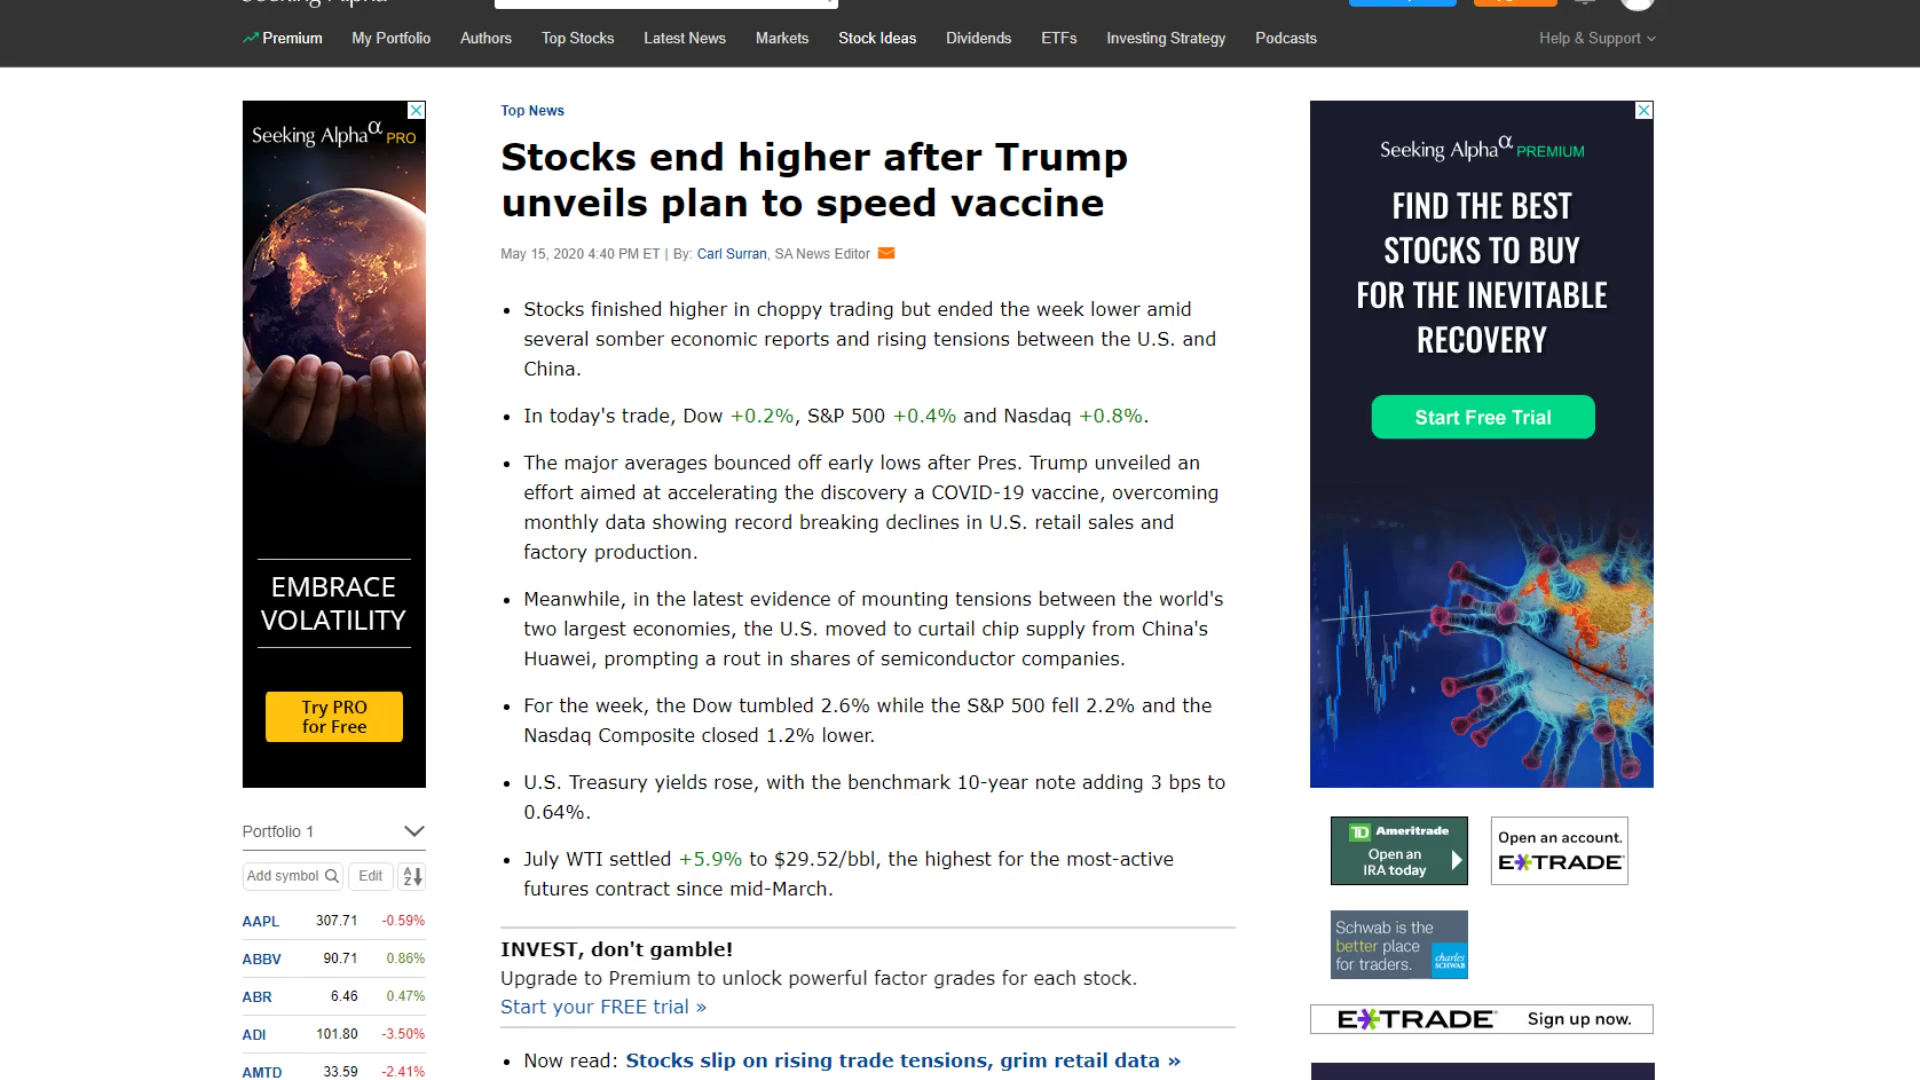 Seeking Alpha
Premium My Portfolio Authors Top Stocks Latest News Markets Stock Ideas Dividends ETFs Investing Strategy Podcasts Help & Support
Seeking Alphaα PRO
EMBRACE
VOLATILITY
Try PRO
for Free
Portfolio 1
Add symbol Edit A Z
AAPL 307.71 -0.59%
ABBV 90.71 0.86%
ABR 6.46 0.47%
ADI 101.80 -3.50%
AMTD 33.59 -2.41%
Top News
Stocks end higher after Trump
unveils plan to speed vaccine
May 15, 2020 4:40 PM ET | By: Carl Surran, SA News Editor
• Stocks finished higher in choppy trading but ended the week lower amid
several somber economic reports and rising tensions between the U.S. and
China.
• In today's trade, Dow +0.2%, S&P 500 +0.4% and Nasdaq +0.8%.
• The major averages bounced off early lows after Pres. Trump unveiled an
effort aimed at accelerating the discovery a COVID-19 vaccine, overcoming
monthly data showing record breaking declines in U.S. retail sales and
factory production.
• Meanwhile, in the latest evidence of mounting tensions between the world's
two largest economies, the U.S. moved to curtail chip supply from China's
Huawei, prompting a rout in shares of semiconductor companies.
• For the week, the Dow tumbled 2.6% while the S&P 500 fell 2.2% and the
Nasdaq Composite closed 1.2% lower.
• U.S. Treasury yields rose, with the benchmark 10-year note adding 3 bps to
0.64%.
• July WTI settled +5.9% to $29.52/bbl, the highest for the most-active
futures contract since mid-March.
INVEST, don't gamble!
Upgrade to Premium to unlock powerful factor grades for each stock.
Start your FREE trial »
• Now read: Stocks slip on rising trade tensions, grim retail data »
Seeking Alphaα PREMIUM
FIND THE BEST
STOCKS TO BUY
FOR THE INEVITABLE
RECOVERY
Start Free Trial
TD Ameritrade
Open an
IRA today
Open an account.
E*TRADE
Schwab is the
better place
for traders.
charles
SCHWAB
E*TRADE Sign up now.